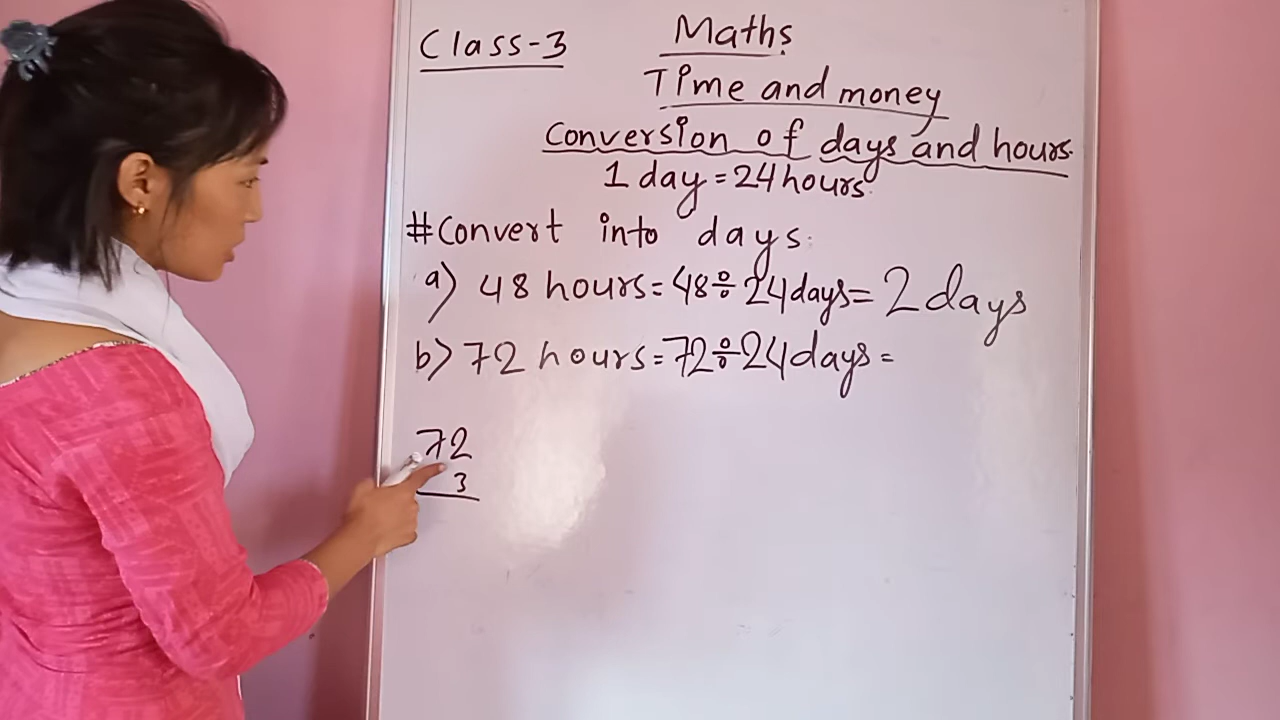 Class-3
Maths
Time and money
Conversion of days and hours.
1 day = 24 hours.
#Convert into days.
a) 48 hours = 48 ÷ 24 days = 2 days
b) 72 hours = 72 ÷ 24 days =
72
3